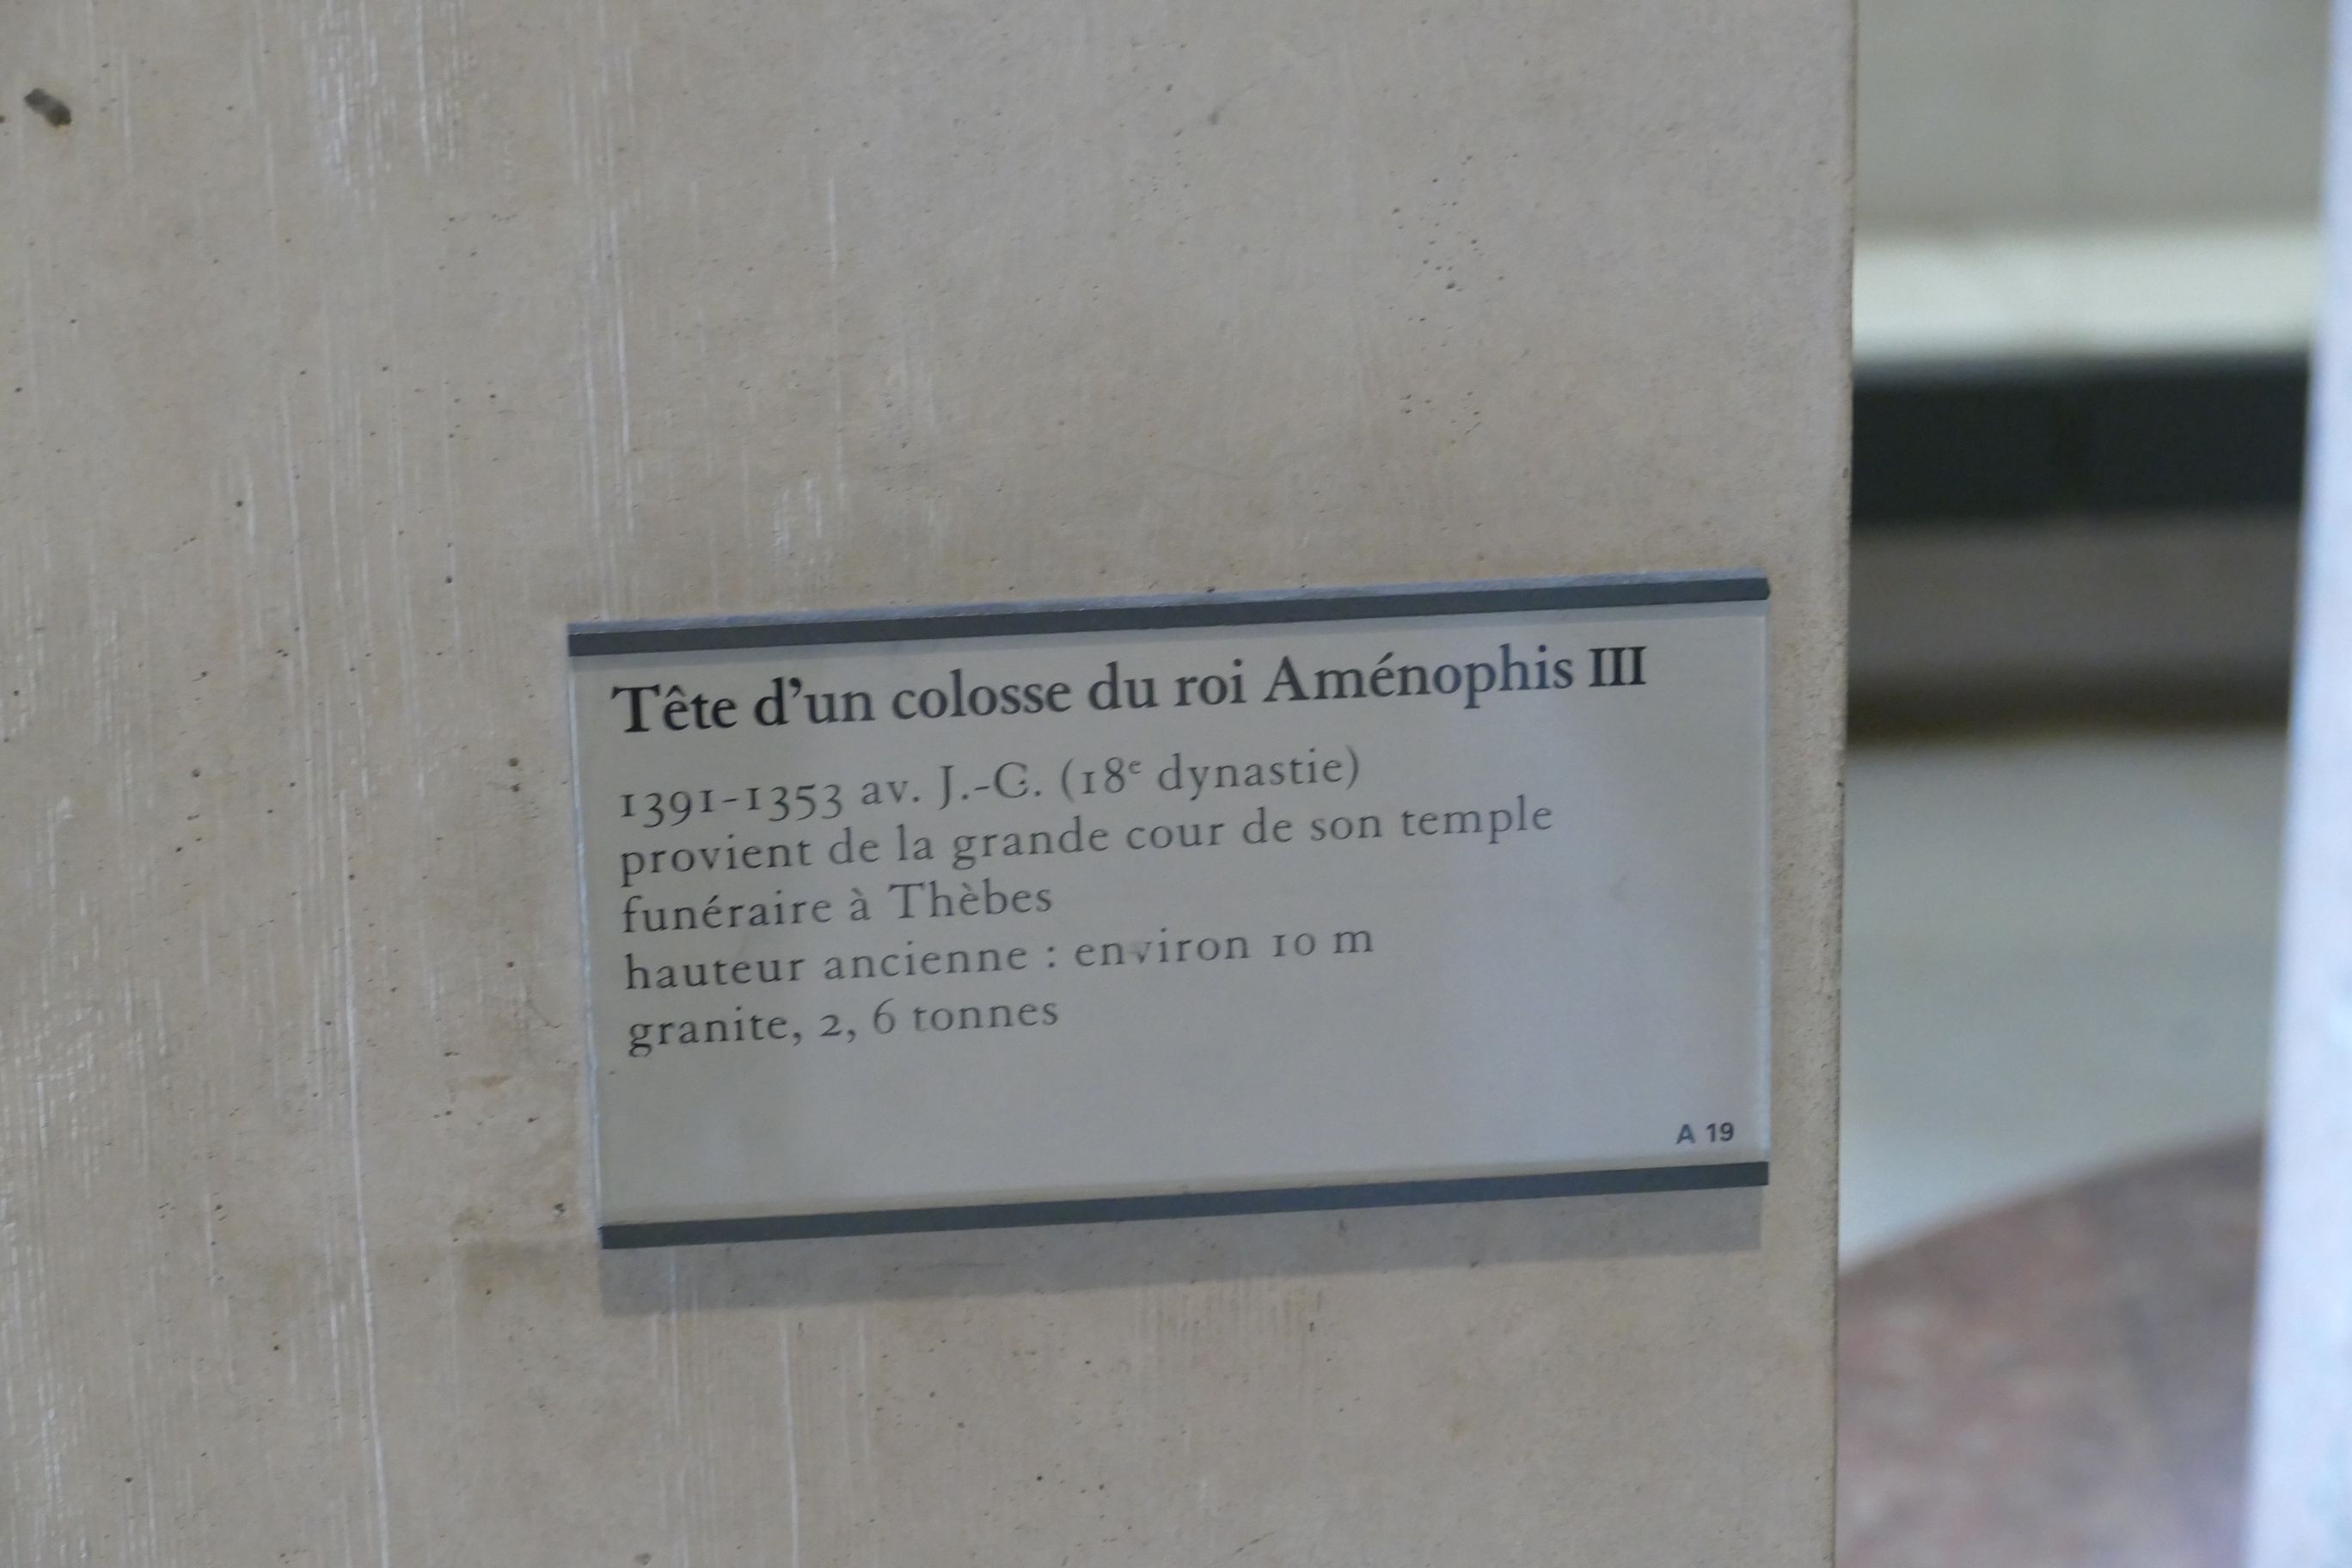 Tête d'un colosse du roi Aménophis III
1391-1353 av. J.-C. (18e dynastie)
provient de la grande cour de son temple
funéraire à Thèbes
hauteur ancienne : environ 10 m
granite, 2, 6 tonnes
A 19